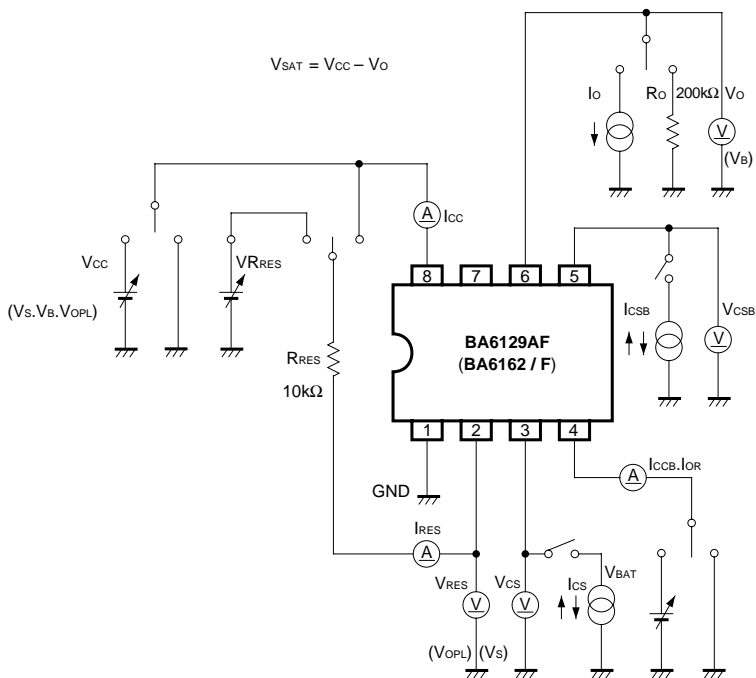 VSAT = VCC – VO
IO
RO 200kΩ VO
V
(VB)
A
ICC
VCC
VRRES
(VS.VB.VOPL)
8 7 6 5
ICSB
VCSB
V
BA6129AF
(BA6162 / F)
RRES
10kΩ
1 2 3 4
GND
ICCB.IOR
A
IRES
A
VRES
V
VCS
V
ICS
VBAT
(VOPL) (VS)